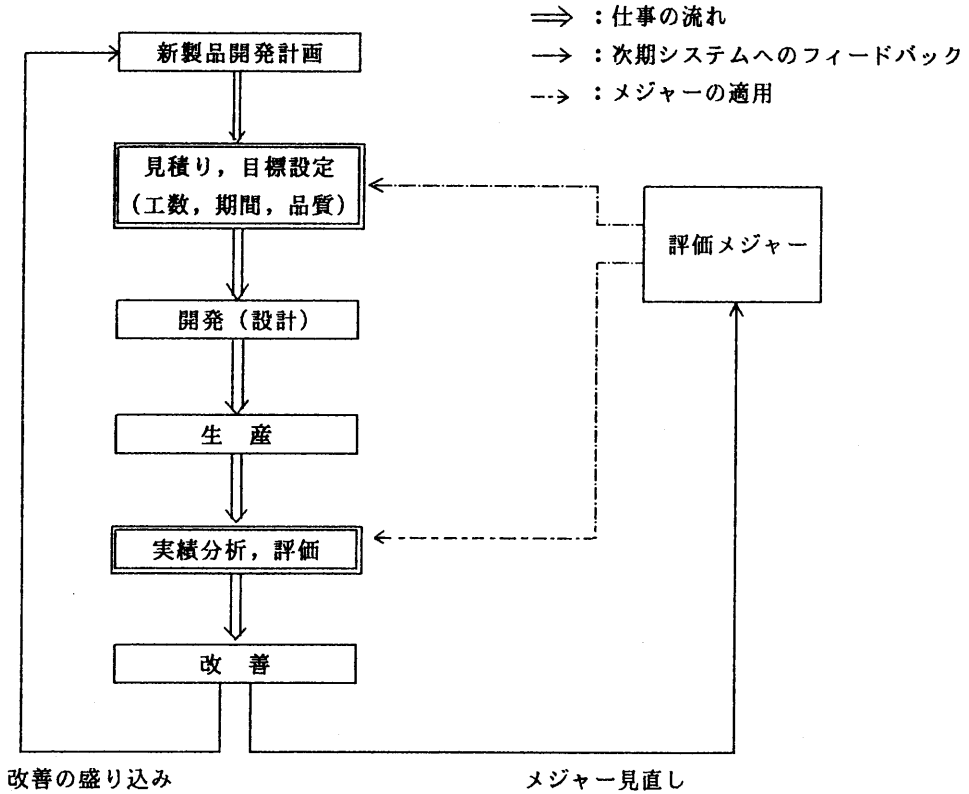 ⇒ : 仕事の流れ
→ : 次期システムへのフィードバック
--→ : メジャーの適用
新製品開発計画
見積り，目標設定
（工数，期間，品質）
評価メジャー
開発（設計）
生　産
実績分析，評価
改　善
改善の盛り込み
メジャー見直し